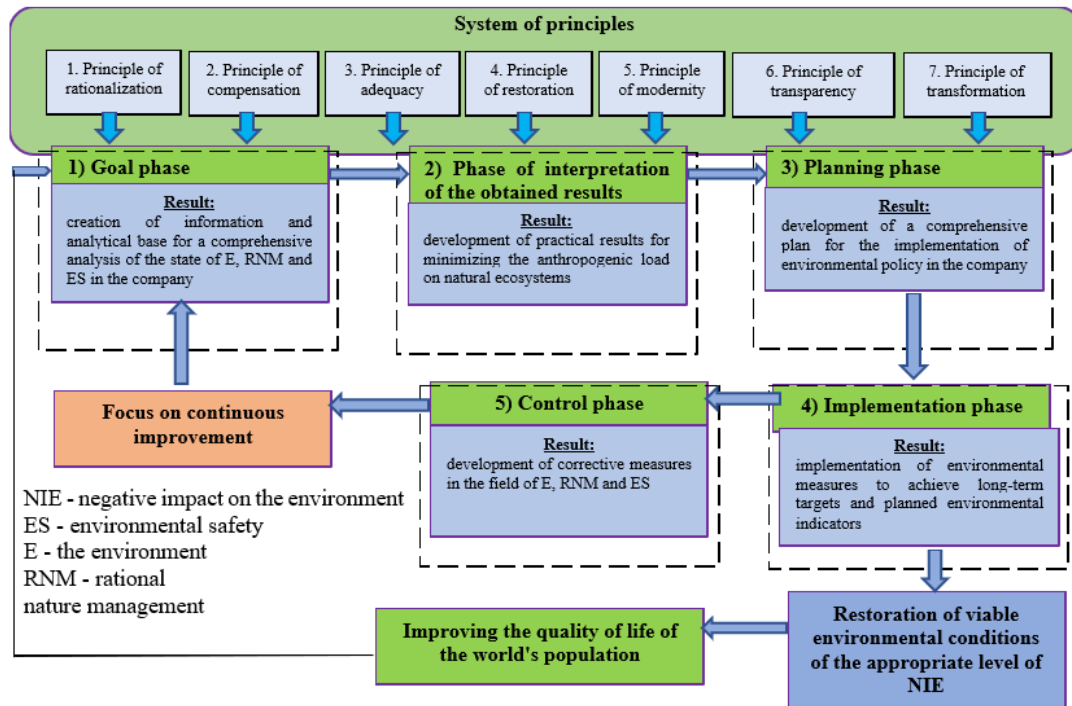 System of principles
1. Principle of
rationalization
2. Principle of
compensation
3. Principle of
adequacy
4. Principle
of restoration
5. Principle
of modernity
6. Principle of
transparency
7. Principle of
transformation
1) Goal phase
Result:
creation of information and
analytical base for a comprehensive
analysis of the state of E, RNM and
ES in the company
2) Phase of interpretation
of the obtained results
Result:
development of practical results for
minimizing the anthropogenic load
on natural ecosystems
3) Planning phase
Result:
development of a comprehensive
plan for the implementation of
environmental policy in the company
Focus on continuous
improvement
5) Control phase
Result:
development of corrective measures
in the field of E, RNM and ES
4) Implementation phase
Result:
implementation of environmental
measures to achieve long-term
targets and planned environmental
indicators
NIE - negative impact on the environment
ES - environmental safety
E - the environment
RNM - rational
nature management
Improving the quality of life of
the world's population
Restoration of viable
environmental conditions
of the appropriate level of
NIE